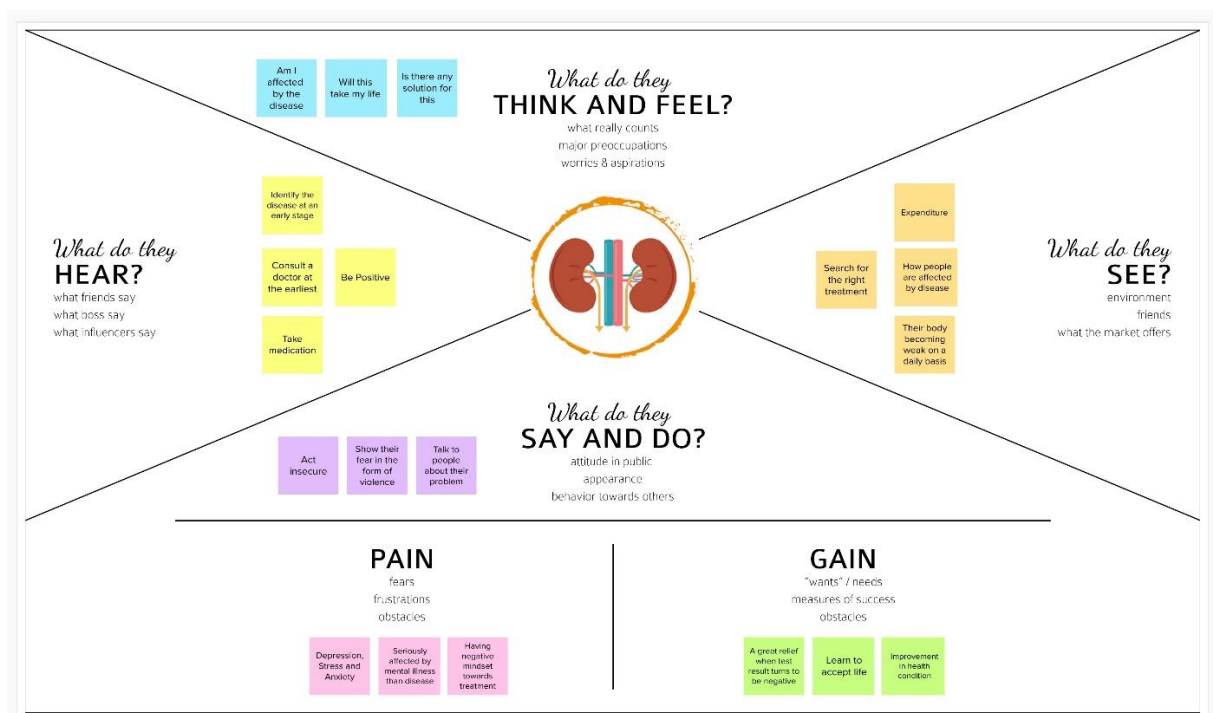 Am I
affected
by the
disease
Will this
take my life
Is there any
solution for
this
What do they
THINK AND FEEL?
what really counts
major preoccupations
worries & aspirations
What do they
HEAR?
what friends say
what boss say
what influencers say
Identify the
disease at an
early stage
Consult a
doctor at
the earliest
Be Positive
Take
medication
Expenditure
Search for
the right
treatment
How people
are affected
by disease
Their body
becoming
weak on a
daily basis
What do they
SEE?
environment
friends
what the market offers
What do they
SAY AND DO?
attitude in public
appearance
behavior towards others
Act
insecure
Show their
fear in the
form of
violence
Talk to
people
about their
problem
PAIN
fears
frustrations
obstacles
Depression,
Stress and
Anxiety
Seriously
affected by
mental illness
than disease
Having
negative
mindset
towards
treatment
GAIN
"wants" / needs
measures of success
obstacles
A great relief
when test
result turns to
be negative
Learn to
accept life
Improvement
in health
condition